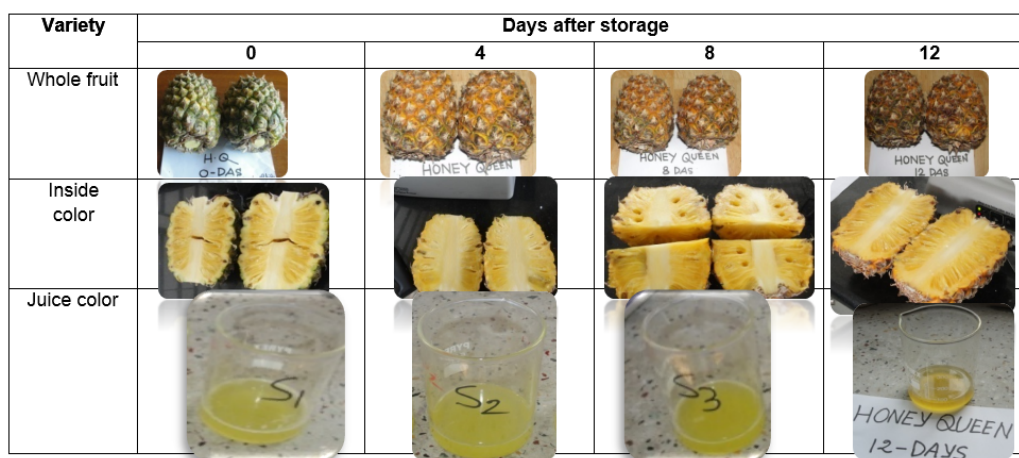 Variety
Days after storage
0
4
8
12
Whole fruit
H.Q
0-DAS
HONEY QUEEN
HONEY QUEEN
8 DAS
HONEY QUEEN
12 DAS
Inside
color
Juice color
S1
S2
S3
HONEY QUEEN
12-DAYS